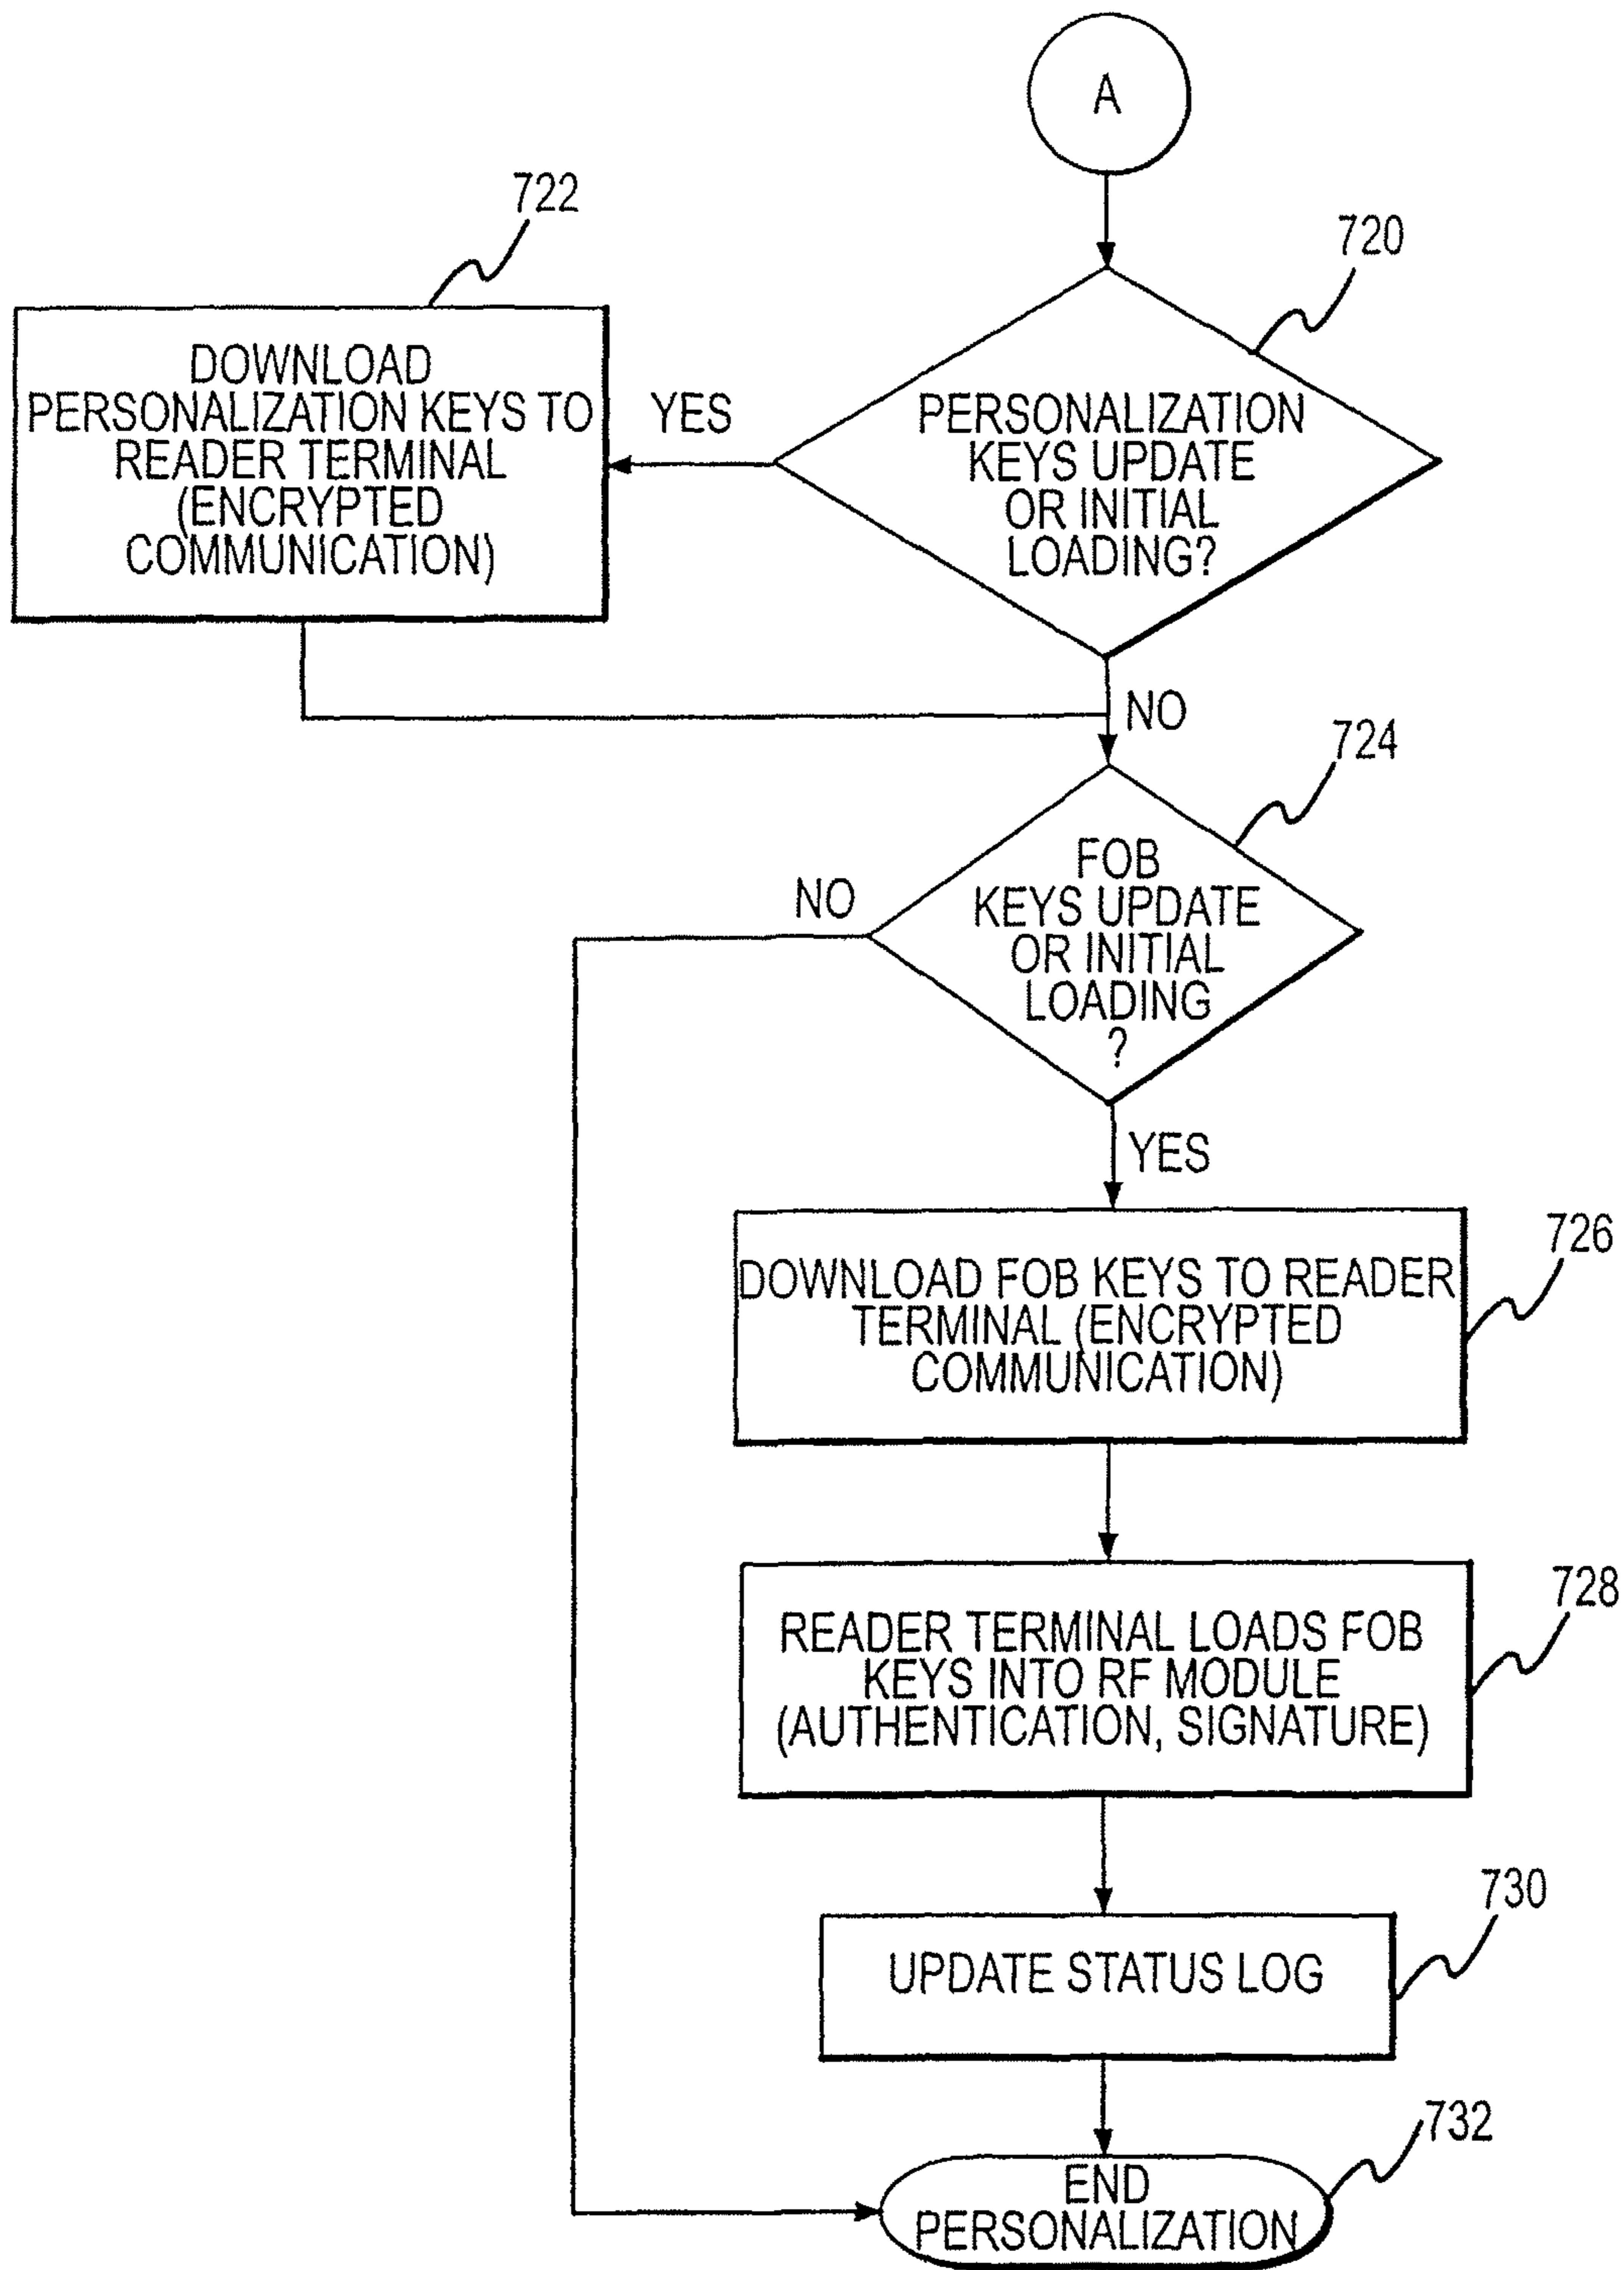 A
722
720
DOWNLOAD
PERSONALIZATION KEYS TO
READER TERMINAL
(ENCRYPTED
COMMUNICATION)
YES
PERSONALIZATION
KEYS UPDATE
OR INITIAL
LOADING?
NO
724
NO
FOB
KEYS UPDATE
OR INITIAL
LOADING
?
YES
726
DOWNLOAD FOB KEYS TO READER
TERMINAL (ENCRYPTED
COMMUNICATION)
728
READER TERMINAL LOADS FOB
KEYS INTO RF MODULE
(AUTHENTICATION, SIGNATURE)
730
UPDATE STATUS LOG
732
END
PERSONALIZATION